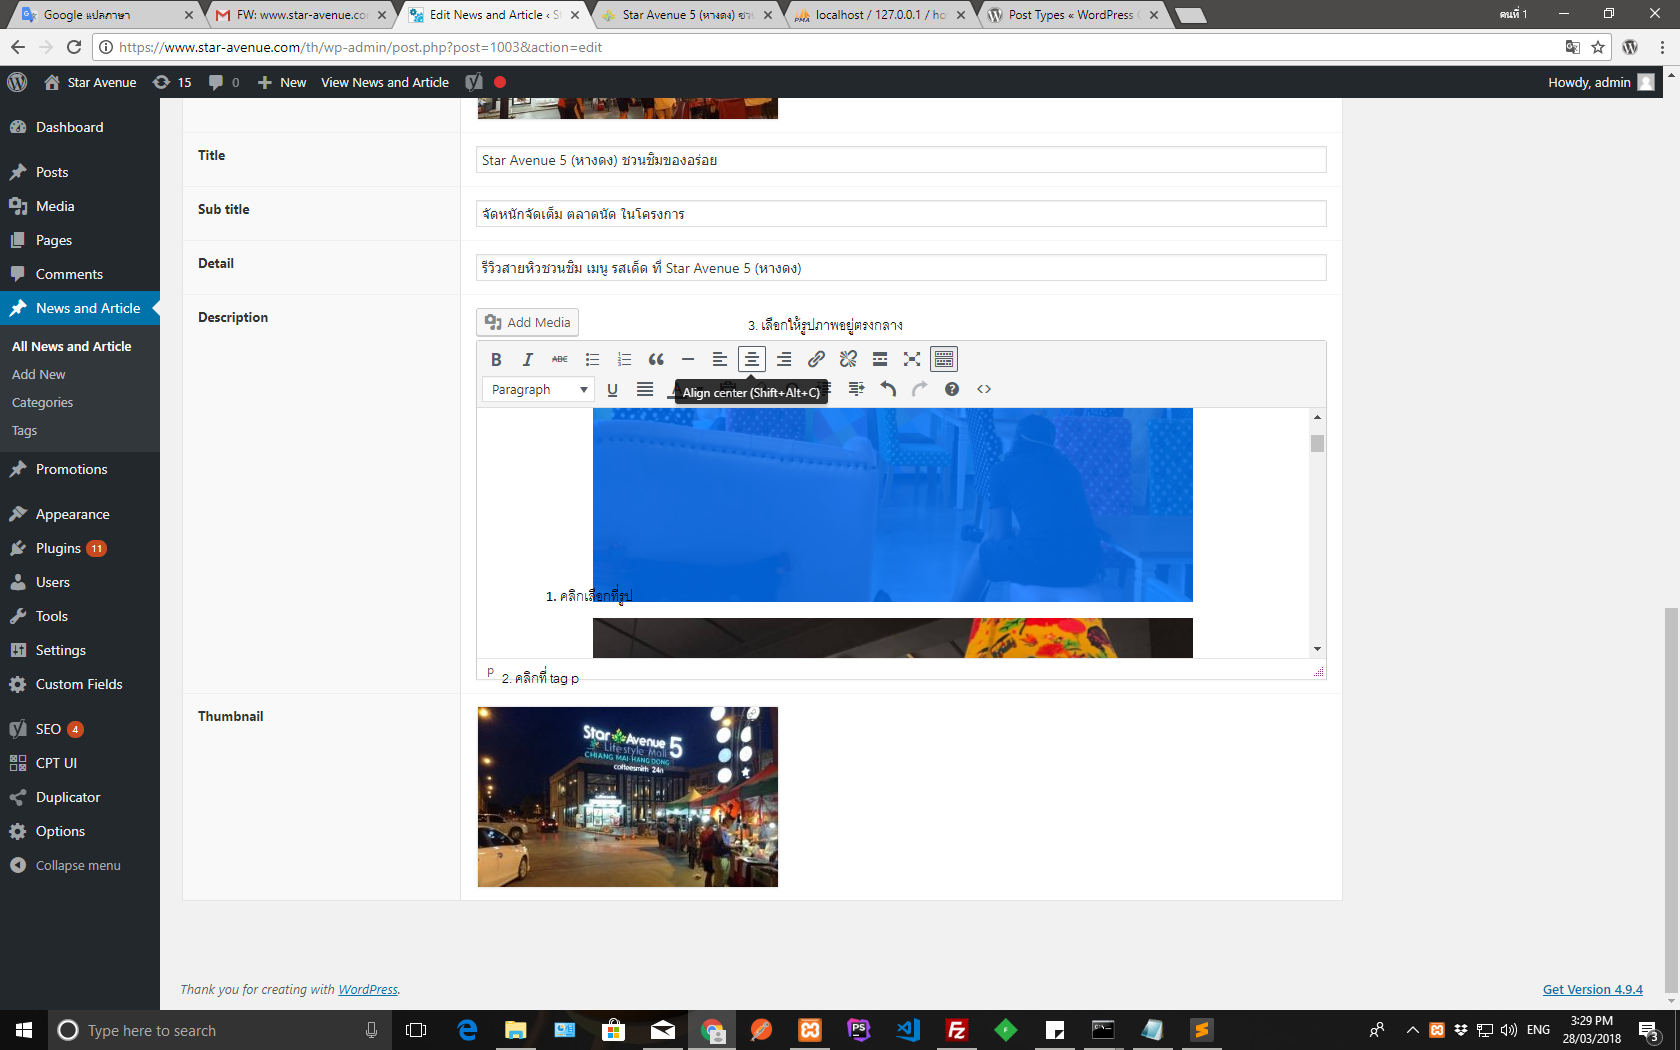 Google แปลภาษา
FW: www.star-avenue.co
Edit News and Article ‹ S
Star Avenue 5 (หางดง) ชว
localhost / 127.0.0.1 / ho
Post Types « WordPress
คนที่ 1
https://www.star-avenue.com/th/wp-admin/post.php?post=1003&action=edit
Star Avenue
15
0
New
View News and Article
Howdy, admin
Dashboard
Posts
Media
Pages
Comments
News and Article
All News and Article
Add New
Categories
Tags
Promotions
Appearance
Plugins 11
Users
Tools
Settings
Custom Fields
SEO 4
CPT UI
Duplicator
Options
Collapse menu
Title
Star Avenue 5 (หางดง) ชวนชิมของอร่อย
Sub title
จัดหนักจัดเต็ม ตลาดนัด ในโครงการ
Detail
รีวิวสายหิวชวนชิม เมนู รสเด็ด ที่ Star Avenue 5 (หางดง)
Description
Add Media
3. เลือกให้รูปภาพอยู่ตรงกลาง
B I ABC
Paragraph
U
Align center (Shift+Alt+C)
1. คลิกเลือกที่รูป
p
2. คลิกที่ tag p
Thumbnail
Star Avenue 5
Lifestyle Mall
CHIANG MAI-HANG DONG
coffeesmith 24n
Thank you for creating with WordPress.
Get Version 4.9.4
Type here to search
ENG
3:29 PM
28/03/2018
3